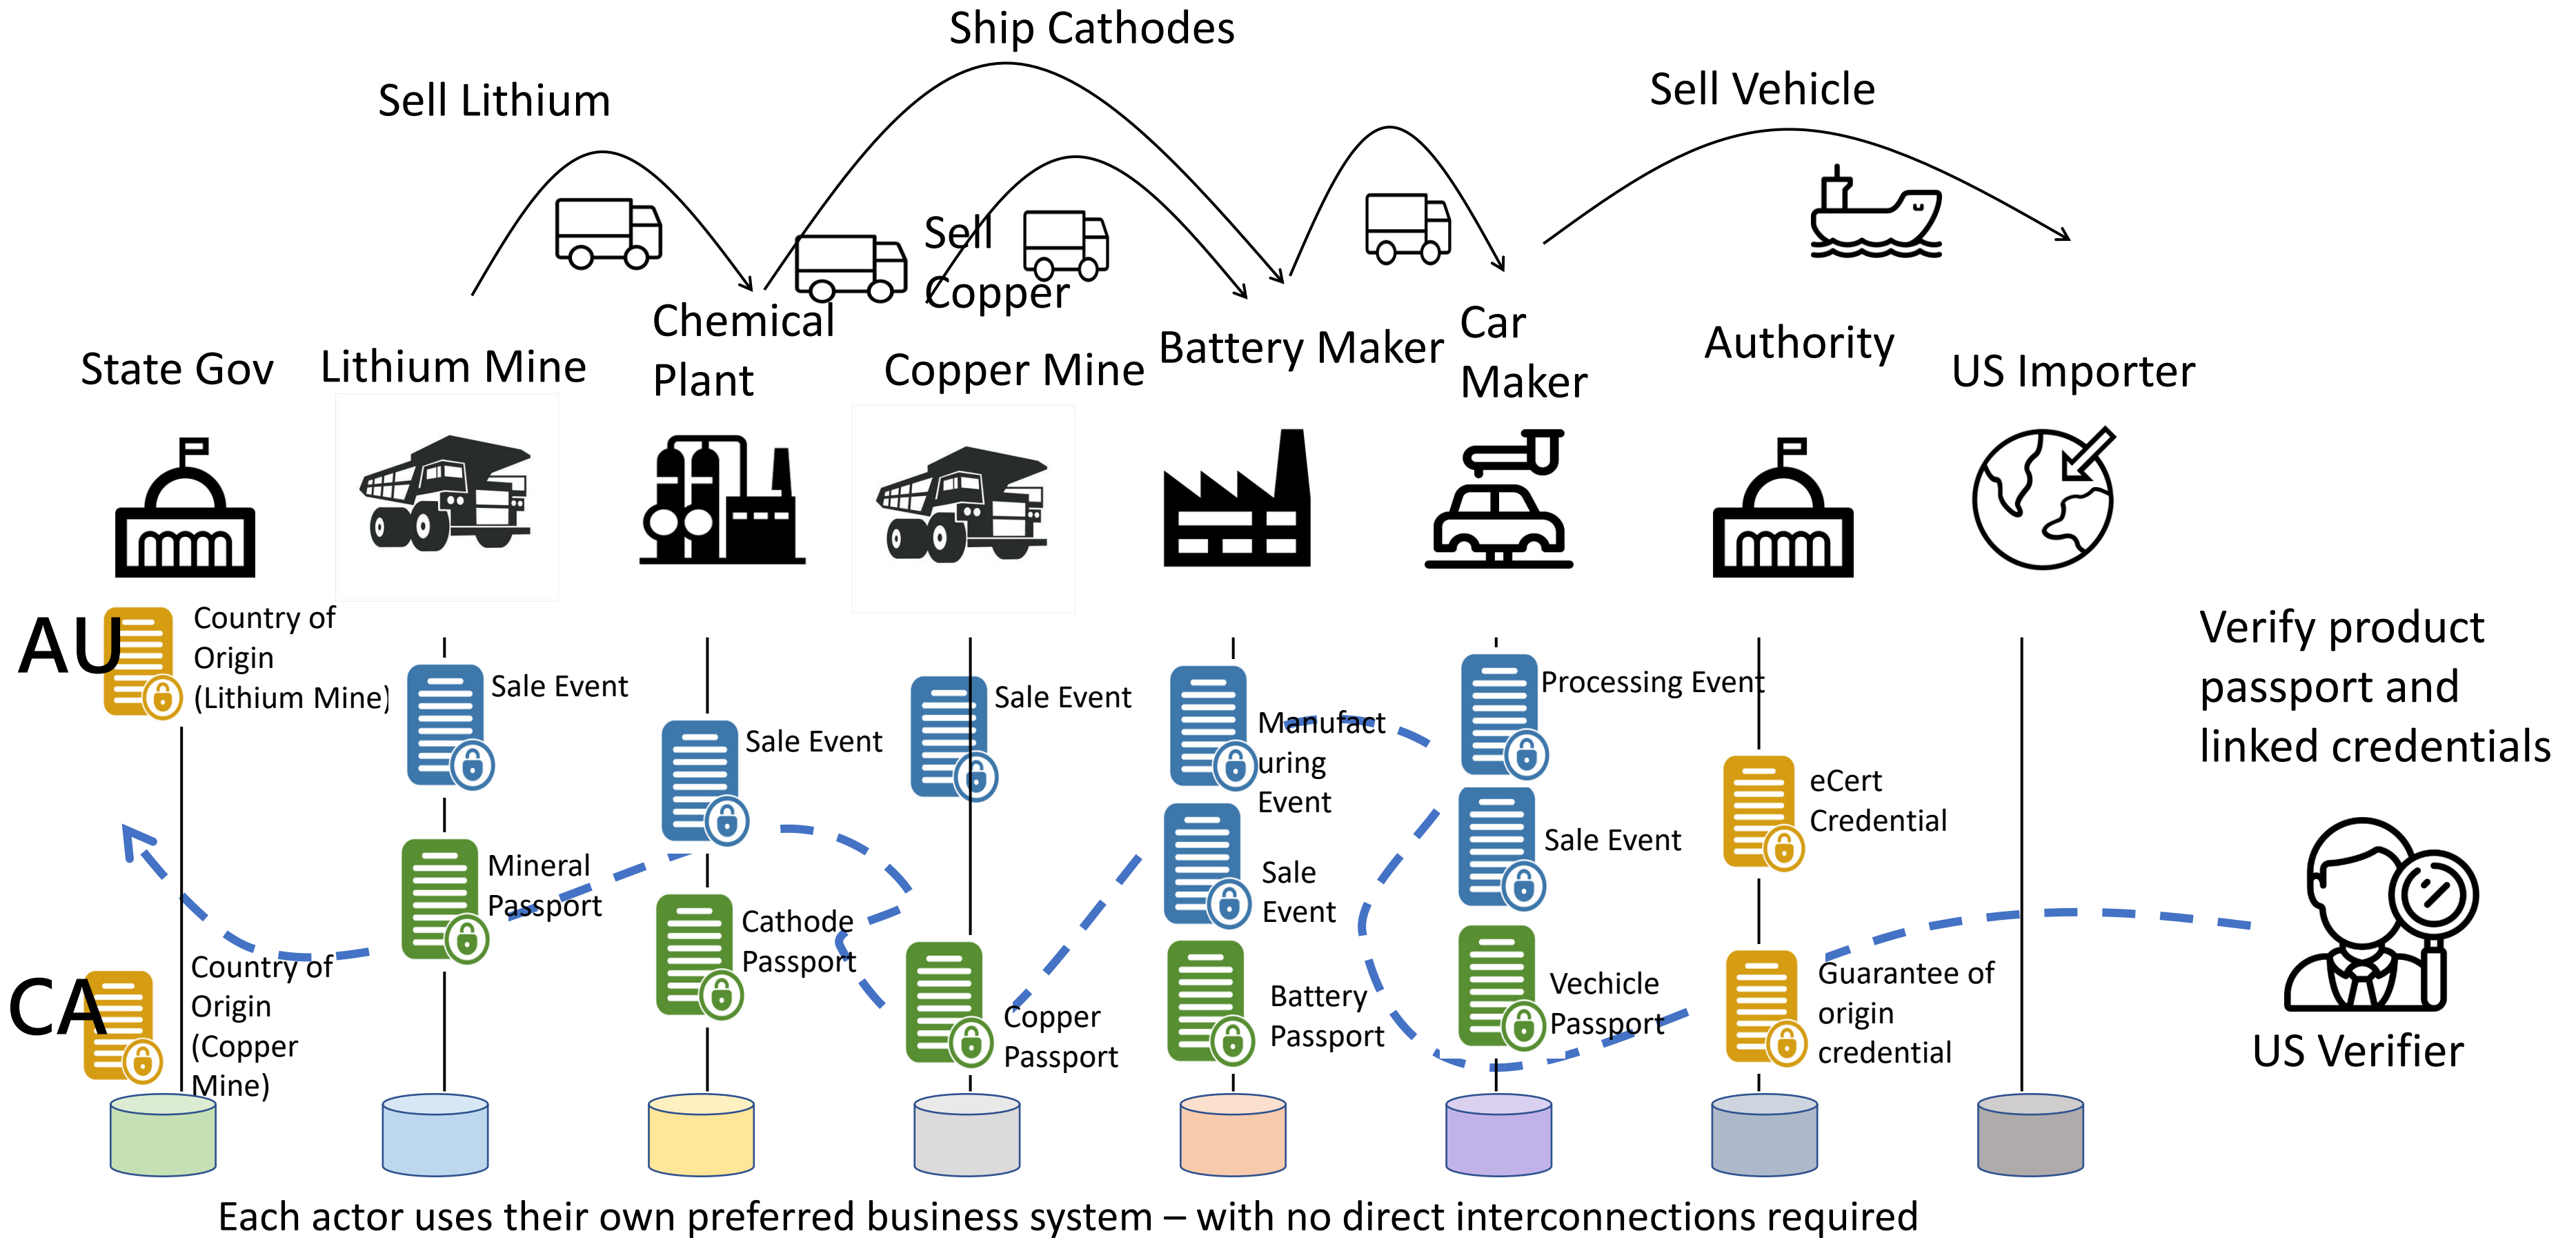 Ship Cathodes
Sell Lithium
Sell Vehicle
Sell
Copper
State Gov
Lithium Mine
Chemical
Plant
Copper Mine
Battery Maker
Car
Maker
Authority
US Importer
AU
Country of
Origin
(Lithium Mine)
Sale Event
Sale Event
Sale Event
Manufact
uring
Event
Processing Event
Verify product
passport and
linked credentials
Mineral
Passport
Cathode
Passport
Sale
Event
Sale Event
eCert
Credential
CA
Country of
Origin
(Copper
Mine)
Copper
Passport
Battery
Passport
Vechicle
Passport
Guarantee of
origin
credential
US Verifier
Each actor uses their own preferred business system – with no direct interconnections required